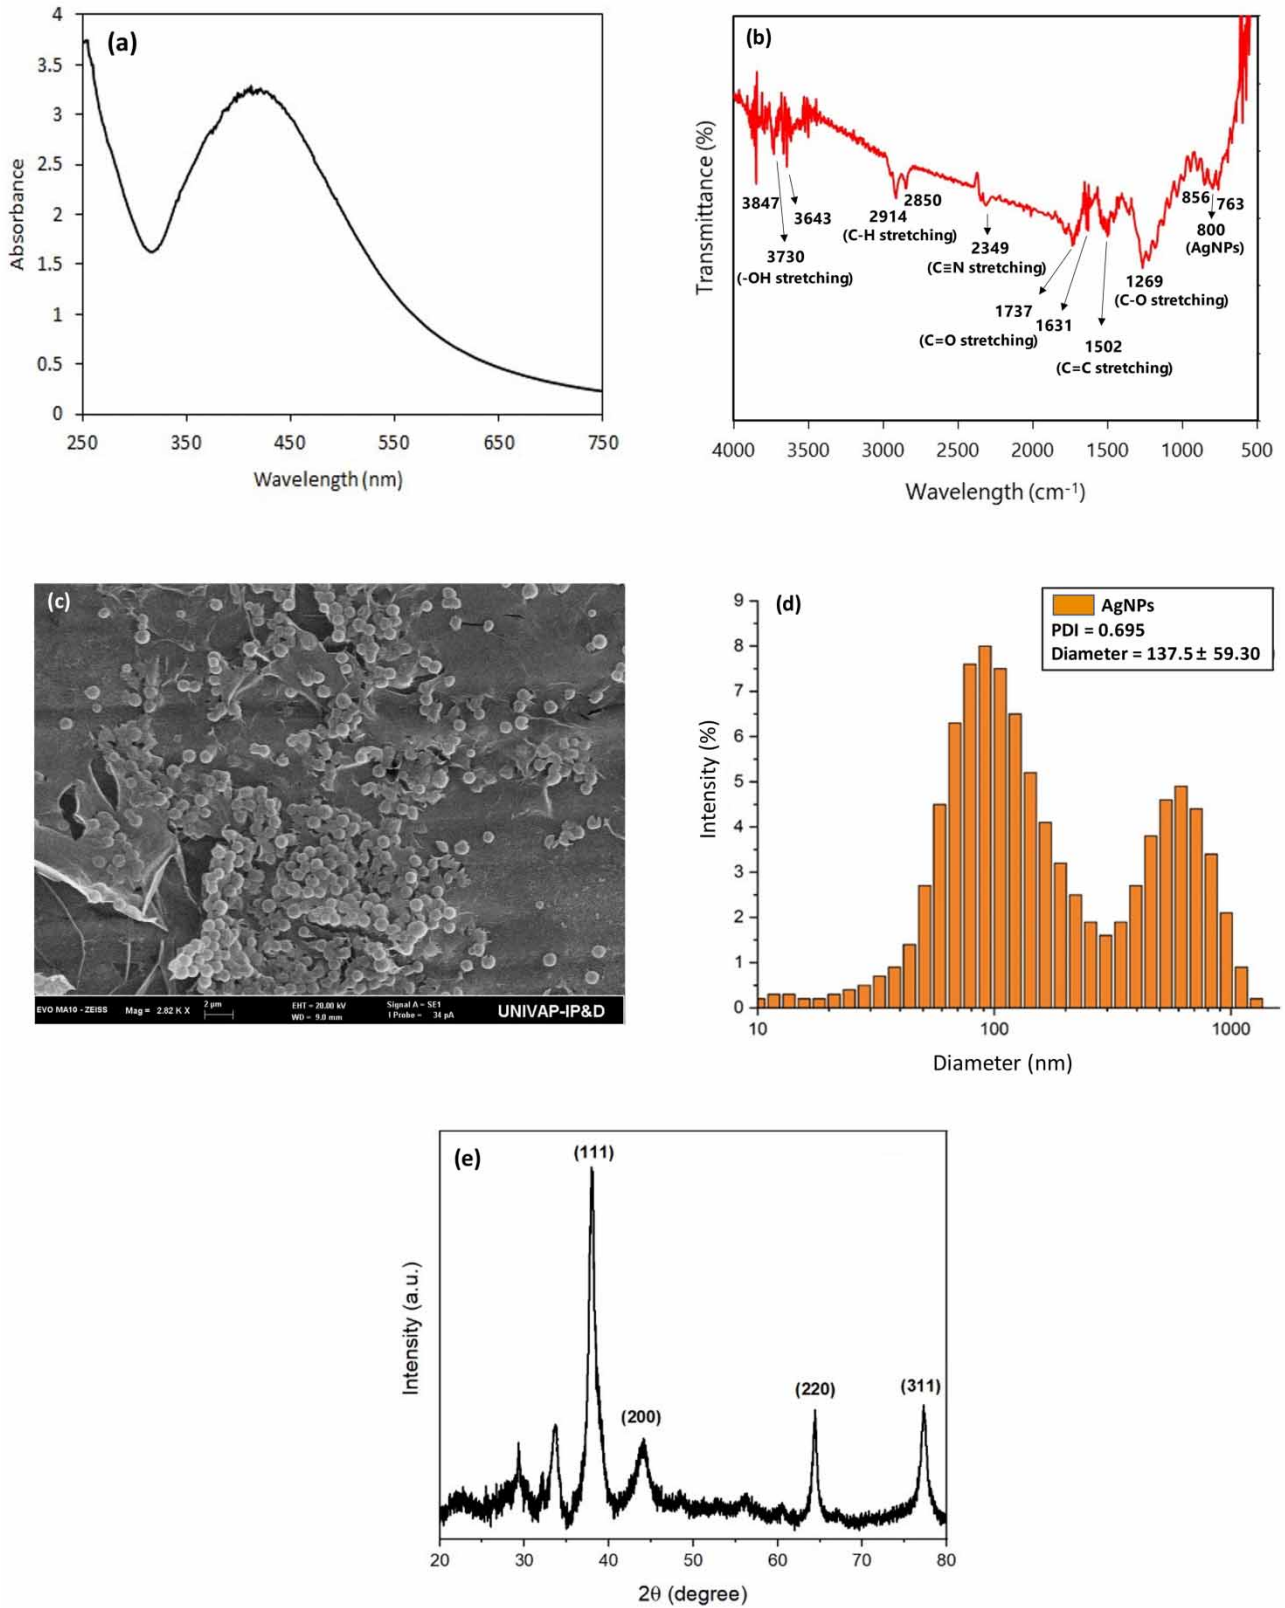 (a)
4
3.5
3
2.5
2
1.5
1
0.5
0
Absorbance
250 350 450 550 650 750
Wavelength (nm)
(b)
Transmittance (%)
3847
3643
3730
(-OH stretching)
2850
2914
(C-H stretching)
2349
(C≡N stretching)
1737
1631
(C=O stretching)
1502
(C=C stretching)
1269
(C-O stretching)
856
763
800
(AgNPs)
4000 3500 3000 2500 2000 1500 1000 500
Wavelength (cm-1)
(c)
EVO MA10 - ZEISS Mag = 2.82 K X 2 μm EHT = 20.00 kV Signal A = SE1
WD = 9.0 mm I Probe = 34 pA UNIVAP-IP&D
(d)
AgNPs
PDI = 0.695
Diameter = 137.5 ± 59.30
9
8
7
6
5
4
3
2
1
0
Intensity (%)
10 100 1000
Diameter (nm)
(e)
(111)
(200)
(220)
(311)
Intensity (a.u.)
20 30 40 50 60 70 80
2θ (degree)